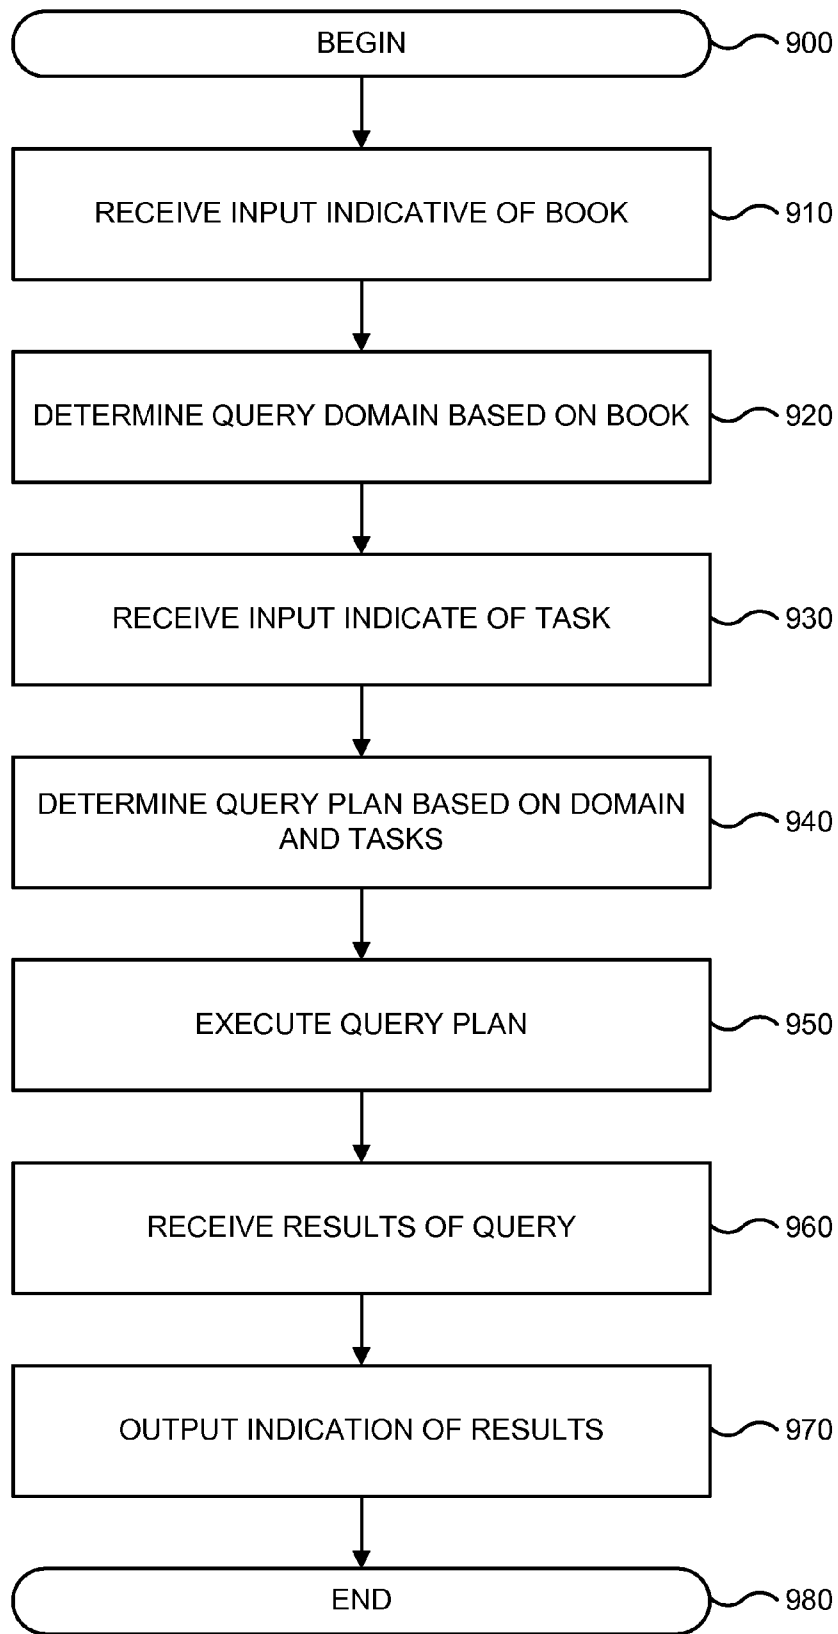 BEGIN
900
RECEIVE INPUT INDICATIVE OF BOOK
910
DETERMINE QUERY DOMAIN BASED ON BOOK
920
RECEIVE INPUT INDICATE OF TASK
930
DETERMINE QUERY PLAN BASED ON DOMAIN
AND TASKS
940
EXECUTE QUERY PLAN
950
RECEIVE RESULTS OF QUERY
960
OUTPUT INDICATION OF RESULTS
970
END
980